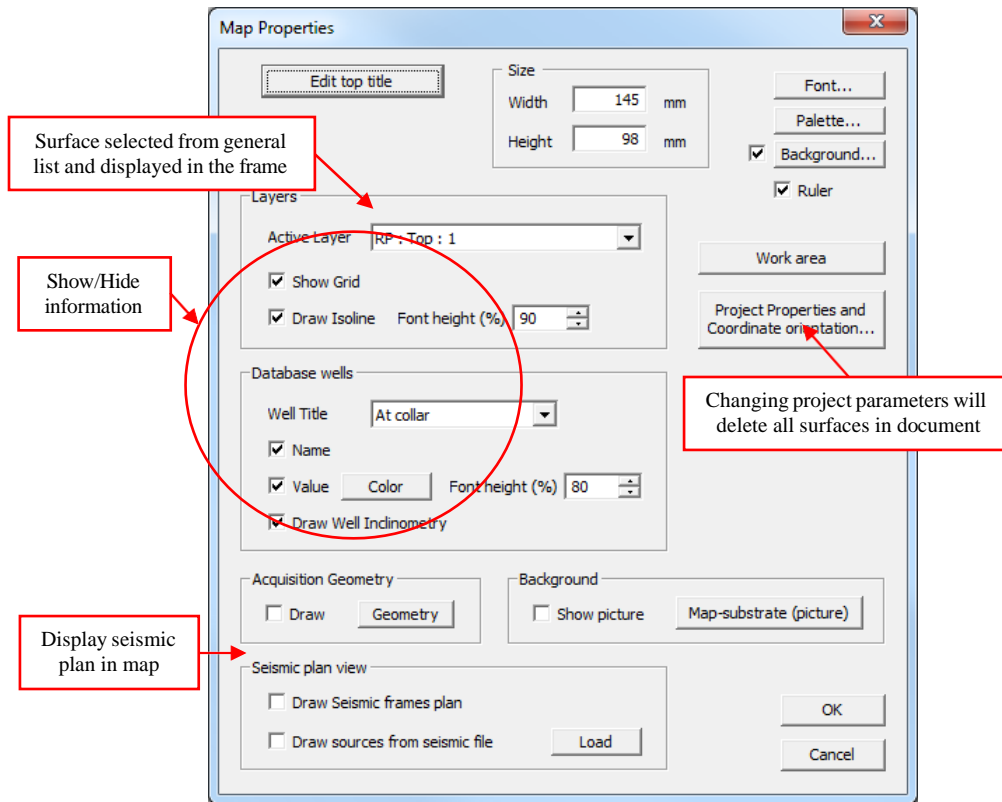 Map Properties
Edit top title
Size
Width 145 mm
Height 98 mm
Font...
Palette...
Background...
Ruler
Surface selected from general
list and displayed in the frame
Layers
Active Layer RP : Top : 1
Show Grid
Draw Isoline Font height (%) 90
Work area
Project Properties and
Coordinate orientation...
Show/Hide
information
Database wells
Well Title At collar
Name
Value Color Font height (%) 80
Draw Well Inclinometry
Changing project parameters will
delete all surfaces in document
Acquisition Geometry
Draw Geometry
Background
Show picture Map-substrate (picture)
Display seismic
plan in map
Seismic plan view
Draw Seismic frames plan
Draw sources from seismic file Load
OK
Cancel